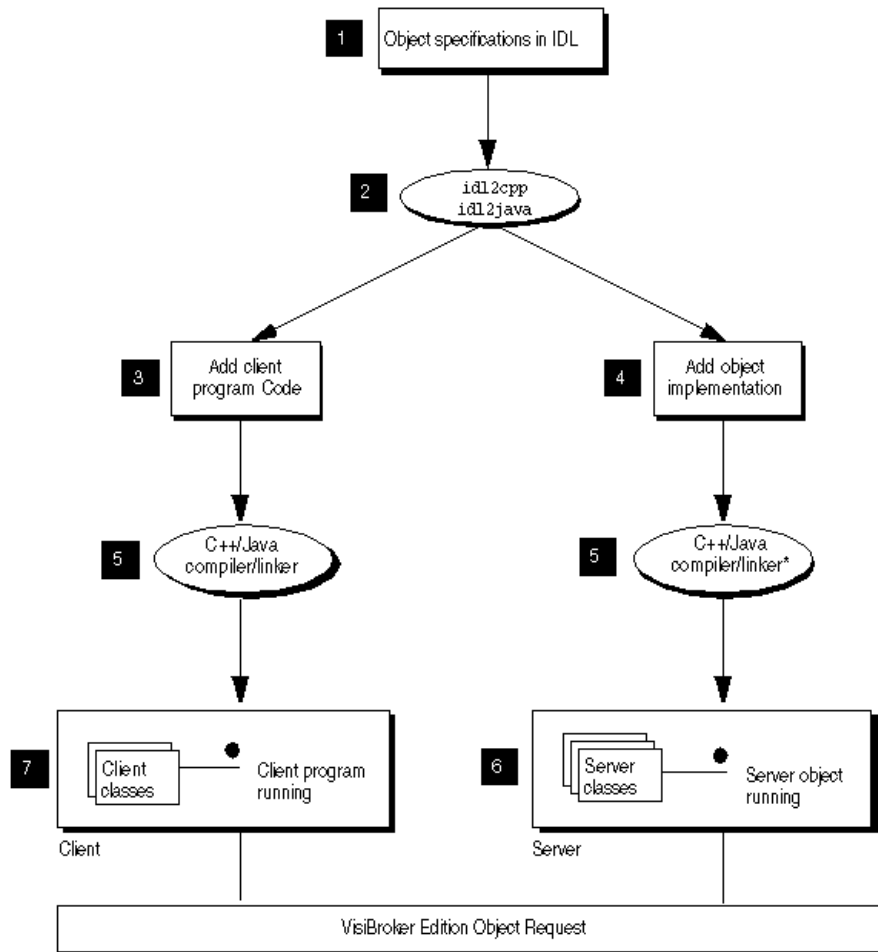 1
Object specifications in IDL
2
idl2cpp
idl2java
3
Add client
program Code
4
Add object
implementation
5
C++/Java
compiler/linker
5
C++/Java
compiler/linker*
7
Client
classes
Client program
running
Client
6
Server
classes
Server object
running
Server
VisiBroker Edition Object Request